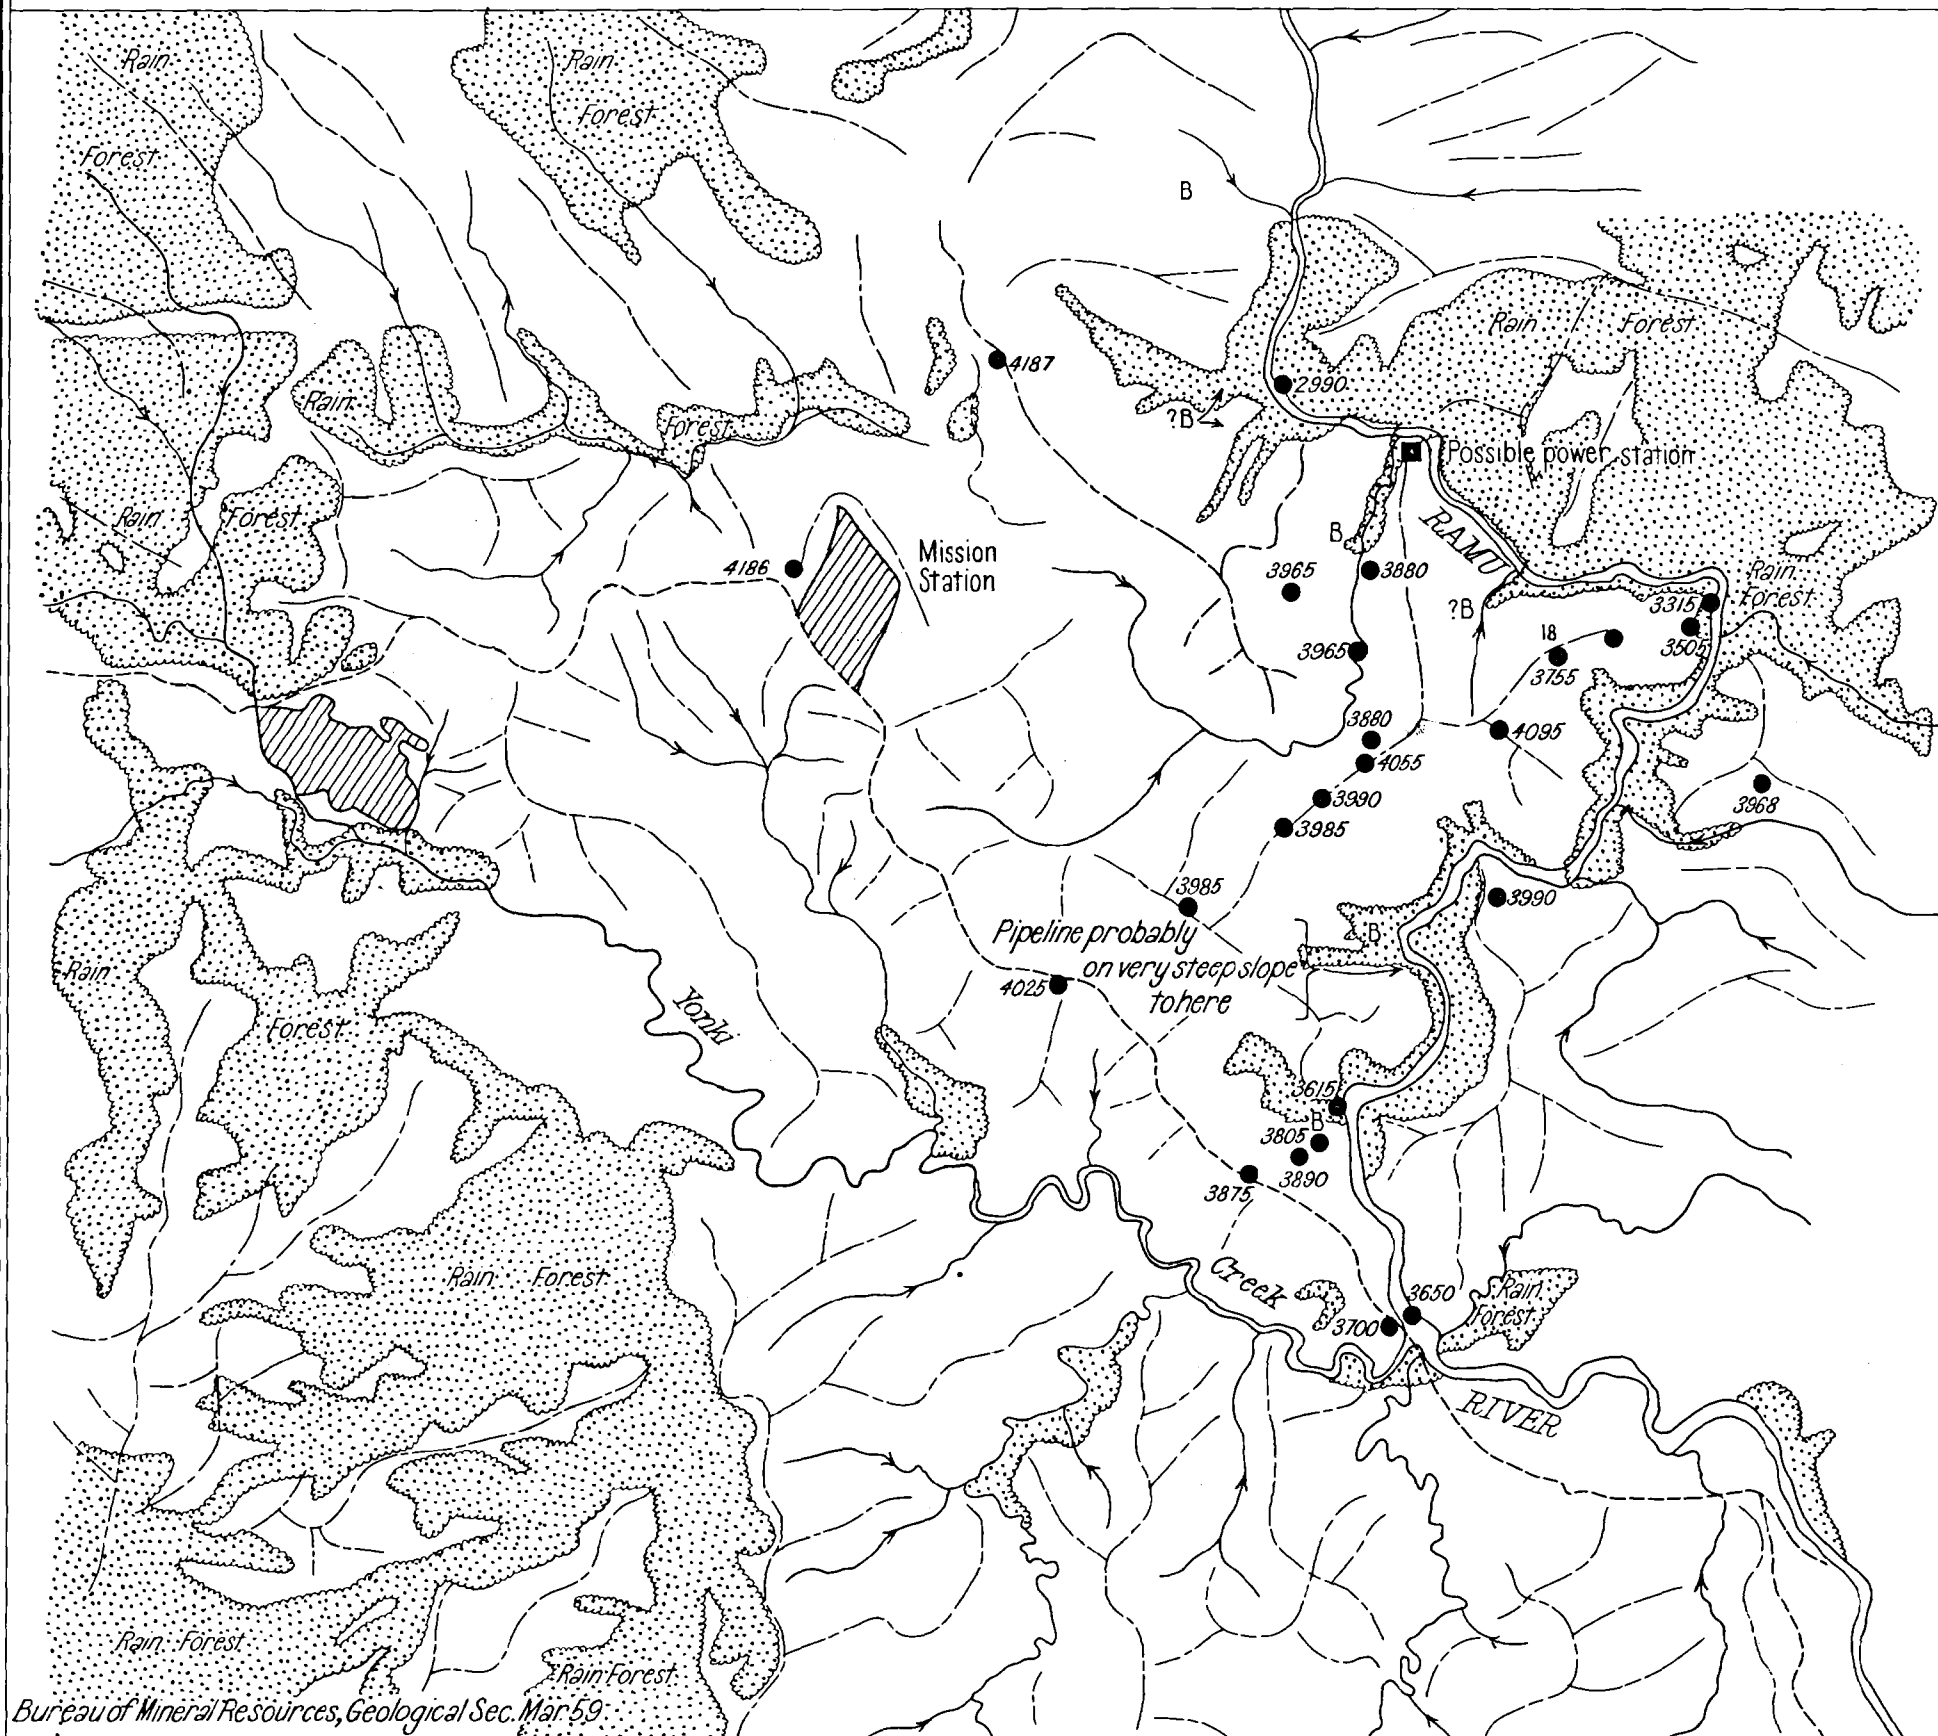 Rain
Forest
Rain
Forest
B
Rain Forest
4187
2990
?B
Rain
Forest
Possible power station
Rain
Forest
B
RAMU
Mission
Station
4186
3965
3880
Rain
Forest
3315
?B
18
3505
3965
3755
3880
4095
4055
3990
3968
3985
3985
3990
Pipeline probably
on very steep slope
to here
B
Rain
Forest
4025
Yonki
3615
B
3805
3890
3875
Creek
Rain Forest
3650
Rain
Forest
3700
RIVER
Rain Forest
Rain Forest
Bureau of Mineral Resources, Geological Sec. Mar 59